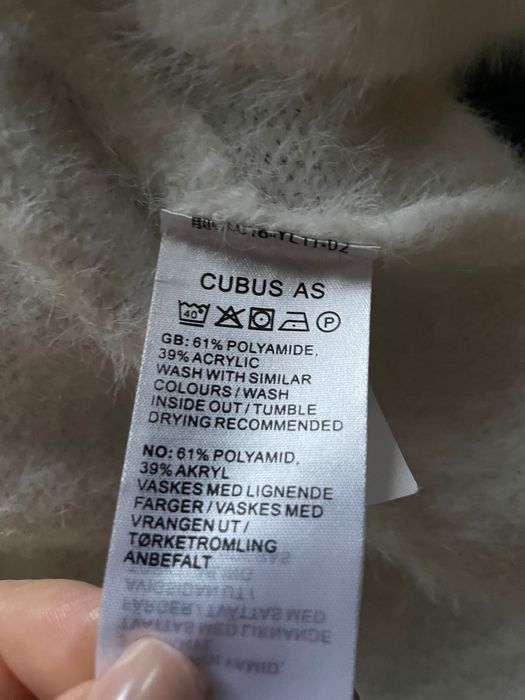 CUBUS AS
40°
P
GB: 61% POLYAMIDE,
39% ACRYLIC
WASH WITH SIMILAR
COLOURS / WASH
INSIDE OUT / TUMBLE
DRYING RECOMMENDED
NO: 61% POLYAMID,
39% AKRYL
VASKES MED LIGNENDE
FARGER / VASKES MED
VRANGEN UT /
TØRKETROMLING
ANBEFALT